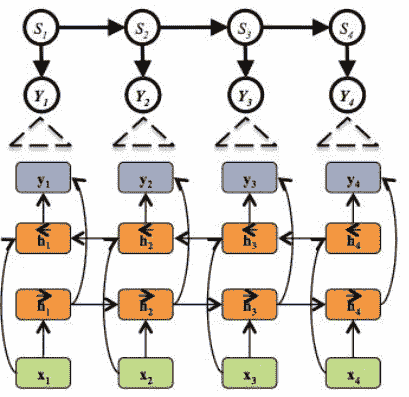 S₁ S₂ S₃ S₄
Y₁ Y₂ Y₃ Y₄
y₁ y₂ y₃ y₄
h₁ h₂ h₃ h₄
h₁ h₂ h₃ h₄
x₁ x₂ x₃ x₄